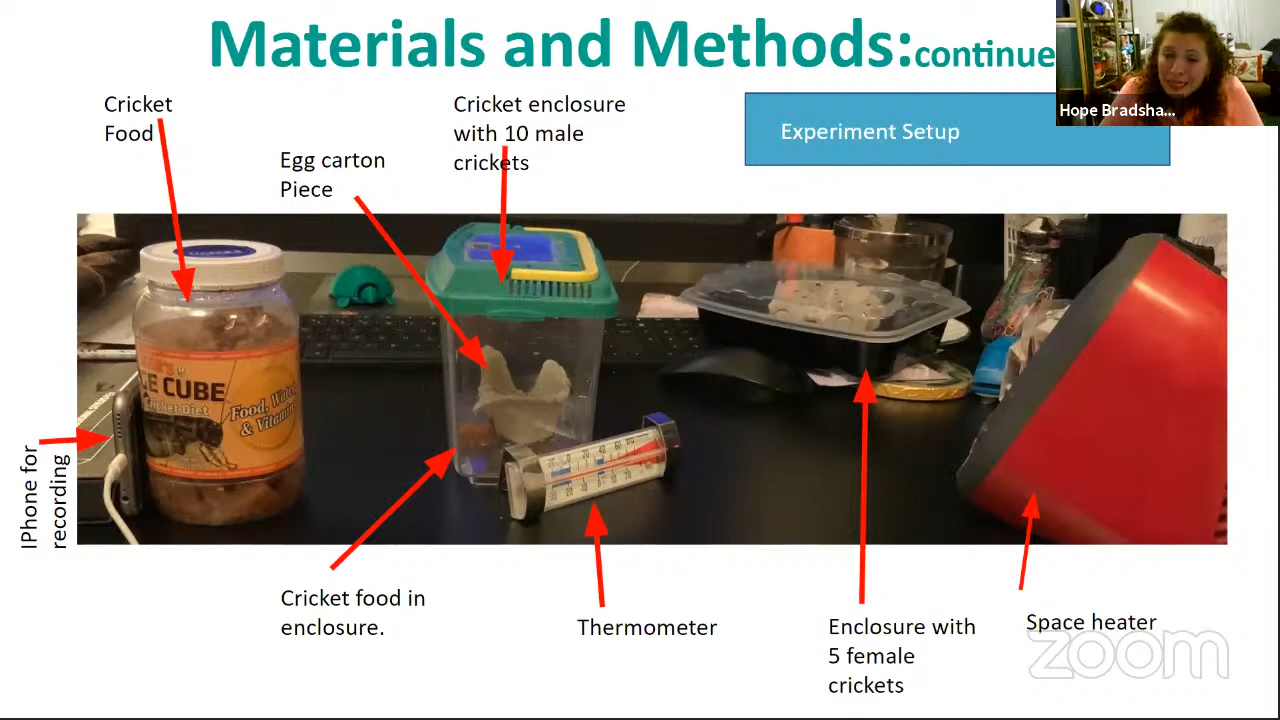 Materials and Methods:continue
Hope Bradsha...
Experiment Setup
Cricket
Food
Egg carton
Piece
Cricket enclosure
with 10 male
crickets
CE CUBE
Cricket Diet
Food, Water
& Vitamin
IPhone for
recording
Cricket food in
enclosure.
Thermometer
Enclosure with
5 female
crickets
Space heater
zoom